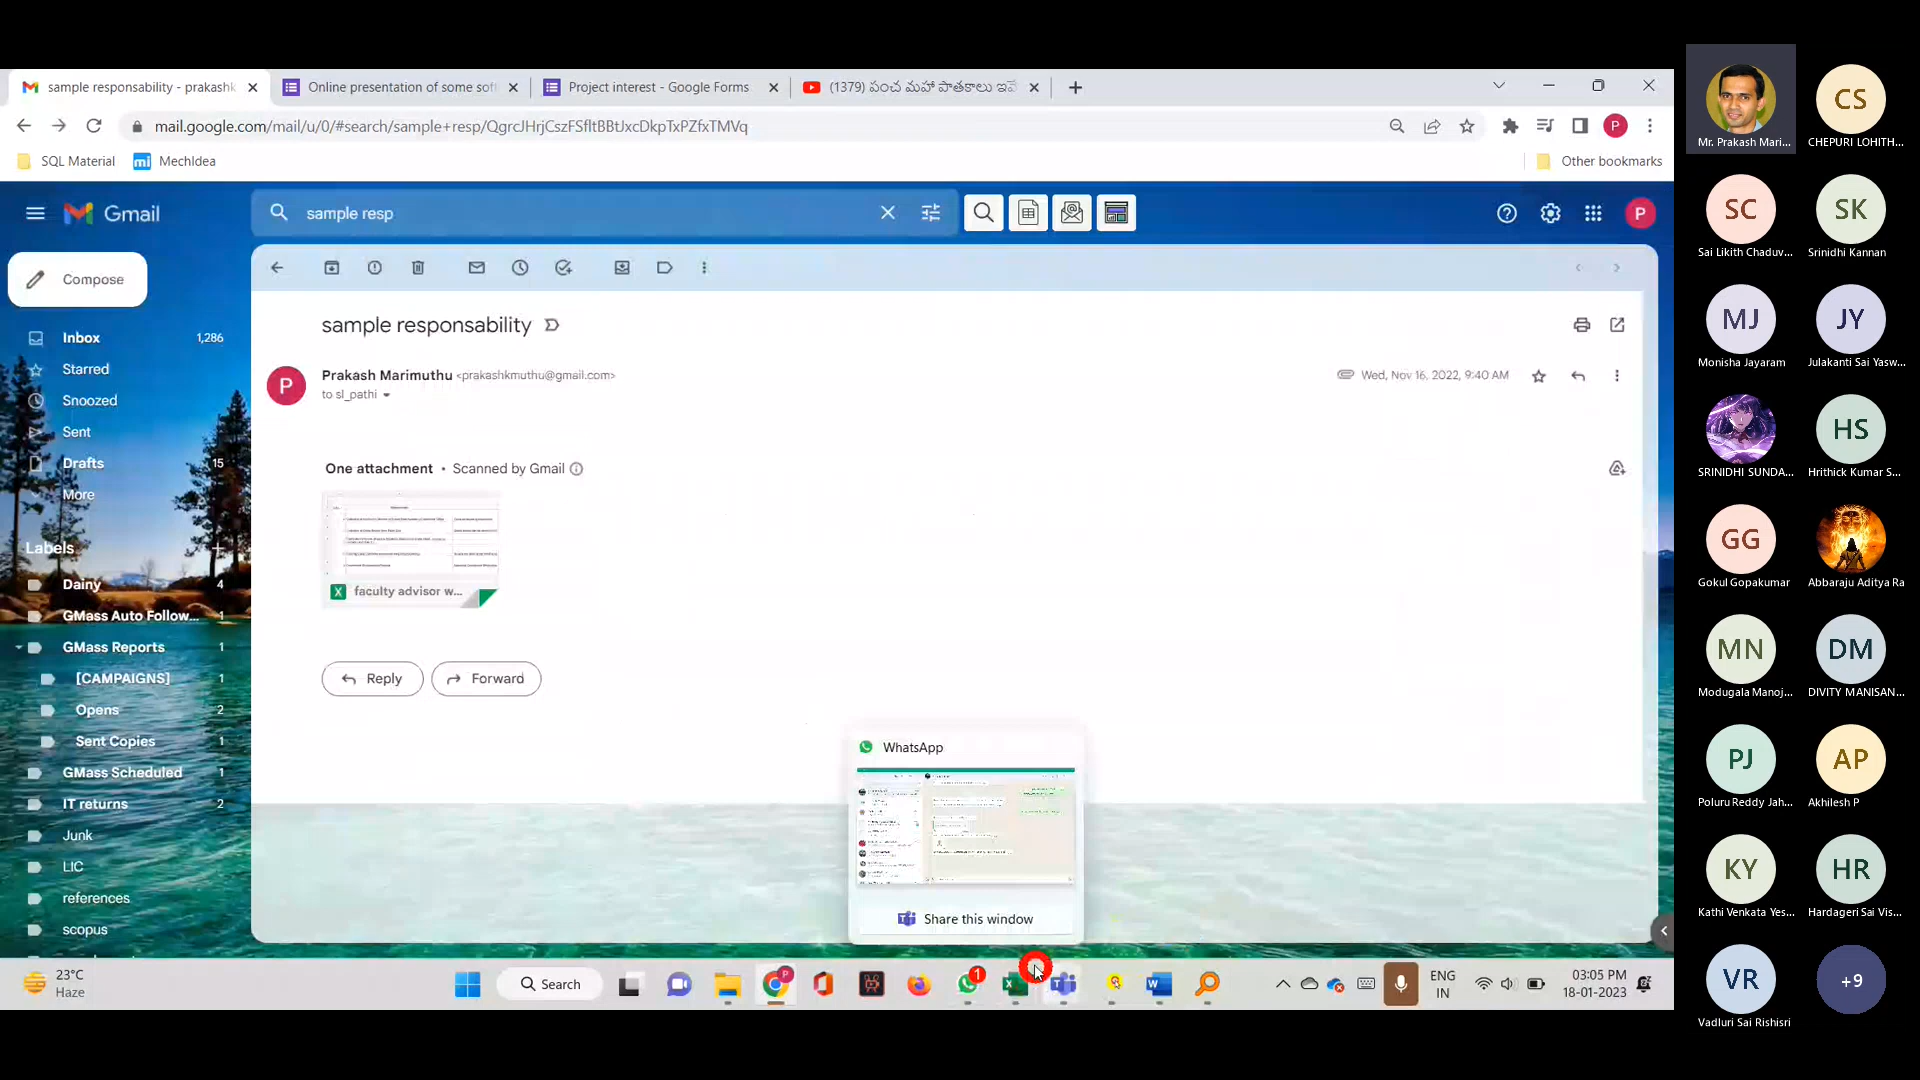 sample responsability - prakashk
Online presentation of some sof
Project interest - Google Forms
(1379) పంచ మహా పాతకాలు ఇవే
mail.google.com/mail/u/0/#search/sample+resp/QgrcJHrjCszFSfltBBtJxcDkpTxPZfxTMVq
SQL Material
MechIdea
Other bookmarks
Gmail
sample resp
Compose
Inbox 1,286
Starred
Snoozed
Sent
Drafts 15
More
Labels
Dainy 4
GMass Auto Follow... 1
GMass Reports 1
[CAMPAIGNS] 1
Opens 2
Sent Copies 1
GMass Scheduled 1
IT returns 2
Junk
LIC
references
scopus
sample responsability
Prakash Marimuthu <prakashkmuthu@gmail.com>
Wed, Nov 16, 2022, 9:40 AM
to sl_pathi
One attachment • Scanned by Gmail
faculty advisor w...
Reply
Forward
WhatsApp
Share this window
23°C
Haze
Search
1
ENG
IN
03:05 PM
18-01-2023
Mr. Prakash Mari...
CS
CHEPURI LOHITH...
SC
Sai Likith Chaduv...
SK
Srinidhi Kannan
MJ
Monisha Jayaram
JY
Julakanti Sai Yasw...
SRINIDHI SUNDA...
HS
Hrithick Kumar S...
GG
Gokul Gopakumar
Abbaraju Aditya Ra
MN
Modugala Manoj...
DM
DIVITY MANISAN...
PJ
Poluru Reddy Jah...
AP
Akhilesh P
KY
Kathi Venkata Yes...
HR
Hardageri Sai Vis...
VR
Vadluri Sai Rishisri
+9